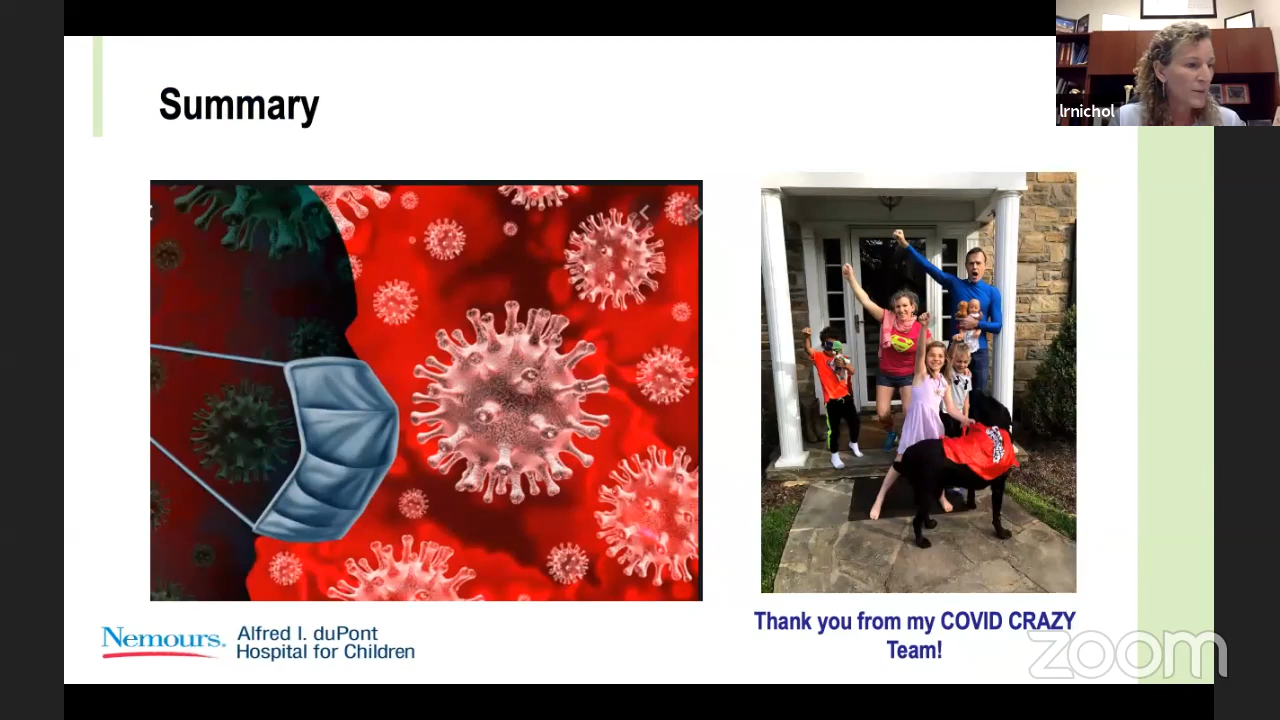 Summary
lrnichol
Nemours. Alfred I. duPont
Hospital for Children
Thank you from my COVID CRAZY
Team!
zoom